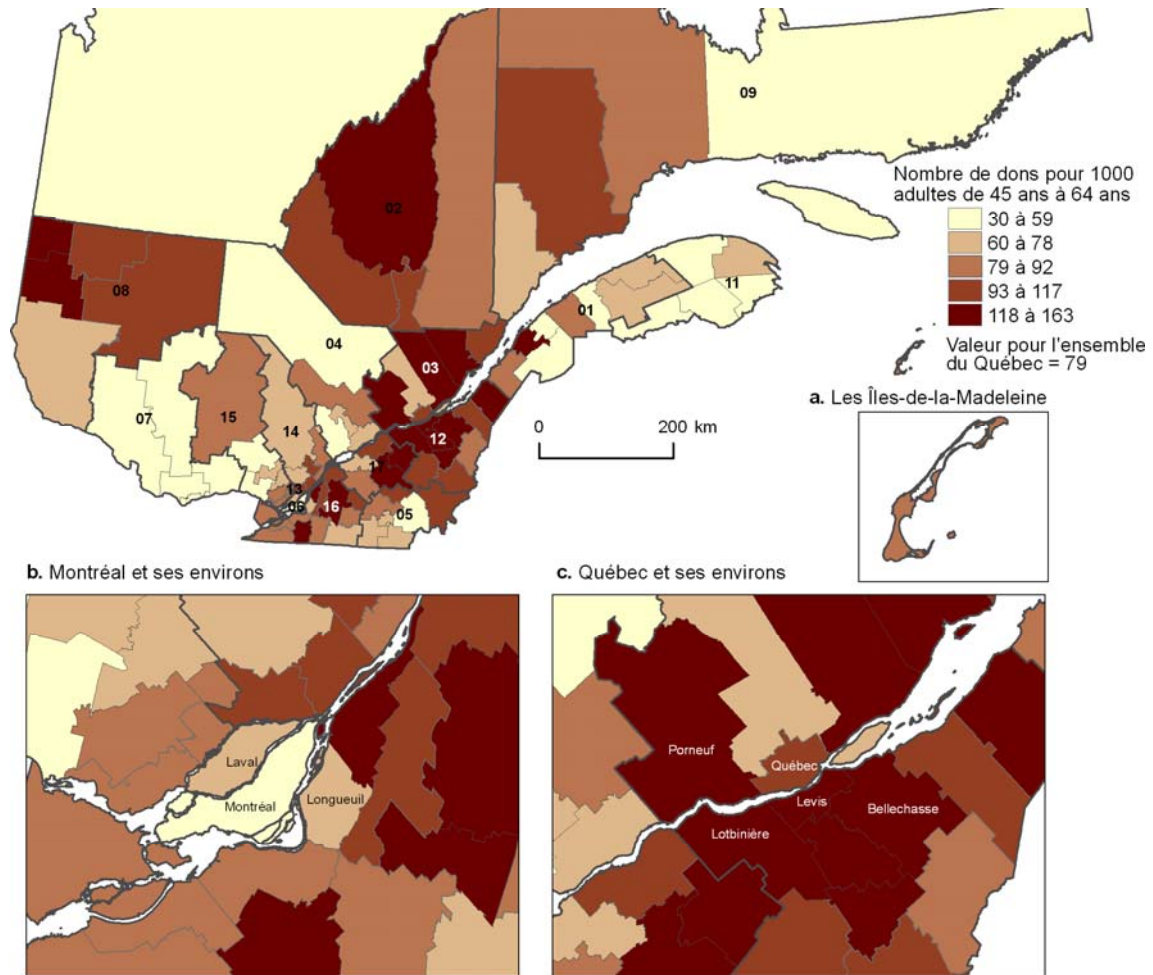 09
02
08
01
11
04
03
07
15
14
12
17
13
06
16
05
Nombre de dons pour 1000
adultes de 45 ans à 64 ans
30 à 59
60 à 78
79 à 92
93 à 117
118 à 163
Valeur pour l'ensemble
du Québec = 79
0 200 km
a. Les Îles-de-la-Madeleine
b. Montréal et ses environs
Laval
Montréal
Longueuil
c. Québec et ses environs
Porneuf
Québec
Levis
Bellechasse
Lotbinière